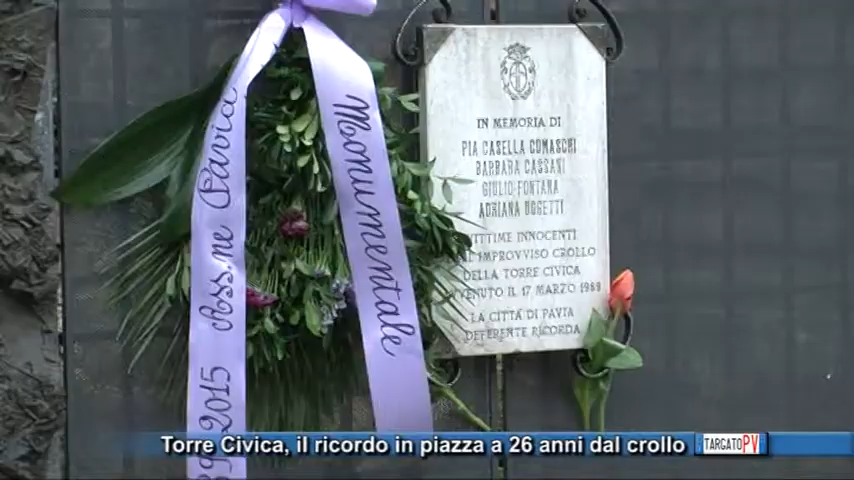 Ass.ne Pavia
Monumentale
2015
IN MEMORIA DI
PIA CASELLA COMASCHI
BARBARA CASSANI
GIULIO FONTANA
ADRIANA UGGETTI
VITTIME INNOCENTI
IMPROVVISO CROLLO
DELLA TORRE CIVICA
AVVENUTO IL 17 MARZO 1989
LA CITTÀ DI PAVIA
DEFERENTE RICORDA
Torre Civica, il ricordo in piazza a 26 anni dal crollo
TARGATOPV